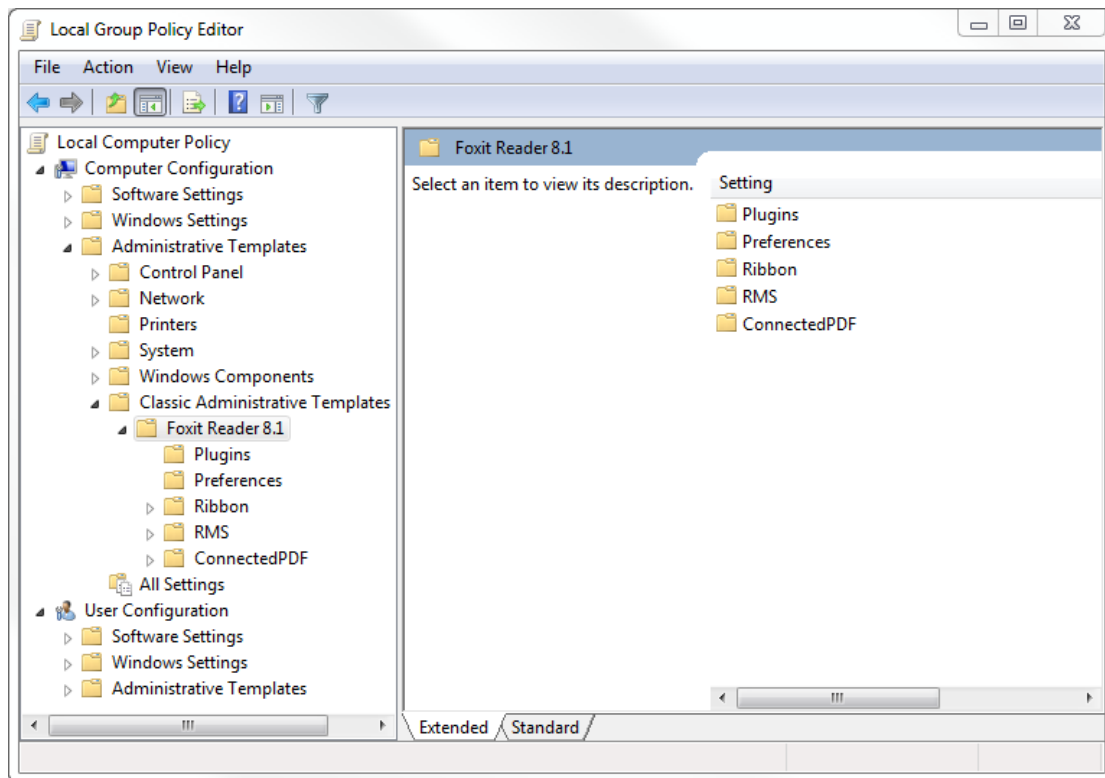 Local Group Policy Editor
File Action View Help
Local Computer Policy
Computer Configuration
Software Settings
Windows Settings
Administrative Templates
Control Panel
Network
Printers
System
Windows Components
Classic Administrative Templates
Foxit Reader 8.1
Plugins
Preferences
Ribbon
RMS
ConnectedPDF
All Settings
User Configuration
Software Settings
Windows Settings
Administrative Templates
Foxit Reader 8.1
Select an item to view its description.
Setting
Plugins
Preferences
Ribbon
RMS
ConnectedPDF
Extended Standard